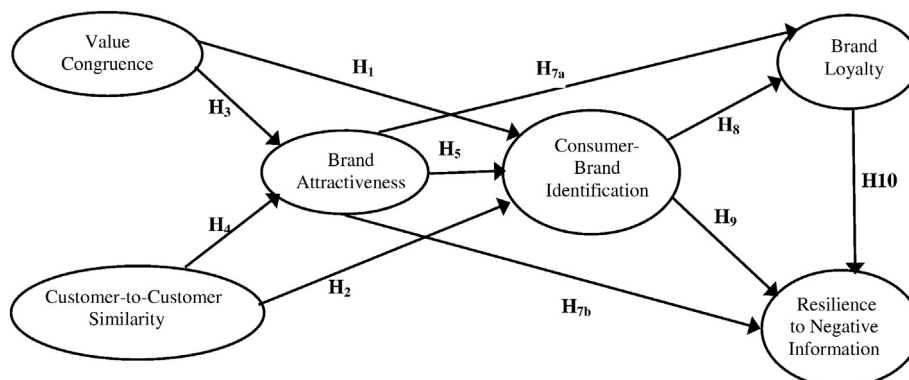 Value
Congruence
H1
H3
H7a
Brand
Loyalty
H8
Brand
Attractiveness
H5
Consumer-
Brand
Identification
H10
H4
H9
Customer-to-Customer
Similarity
H2
H7b
Resilience
to Negative
Information